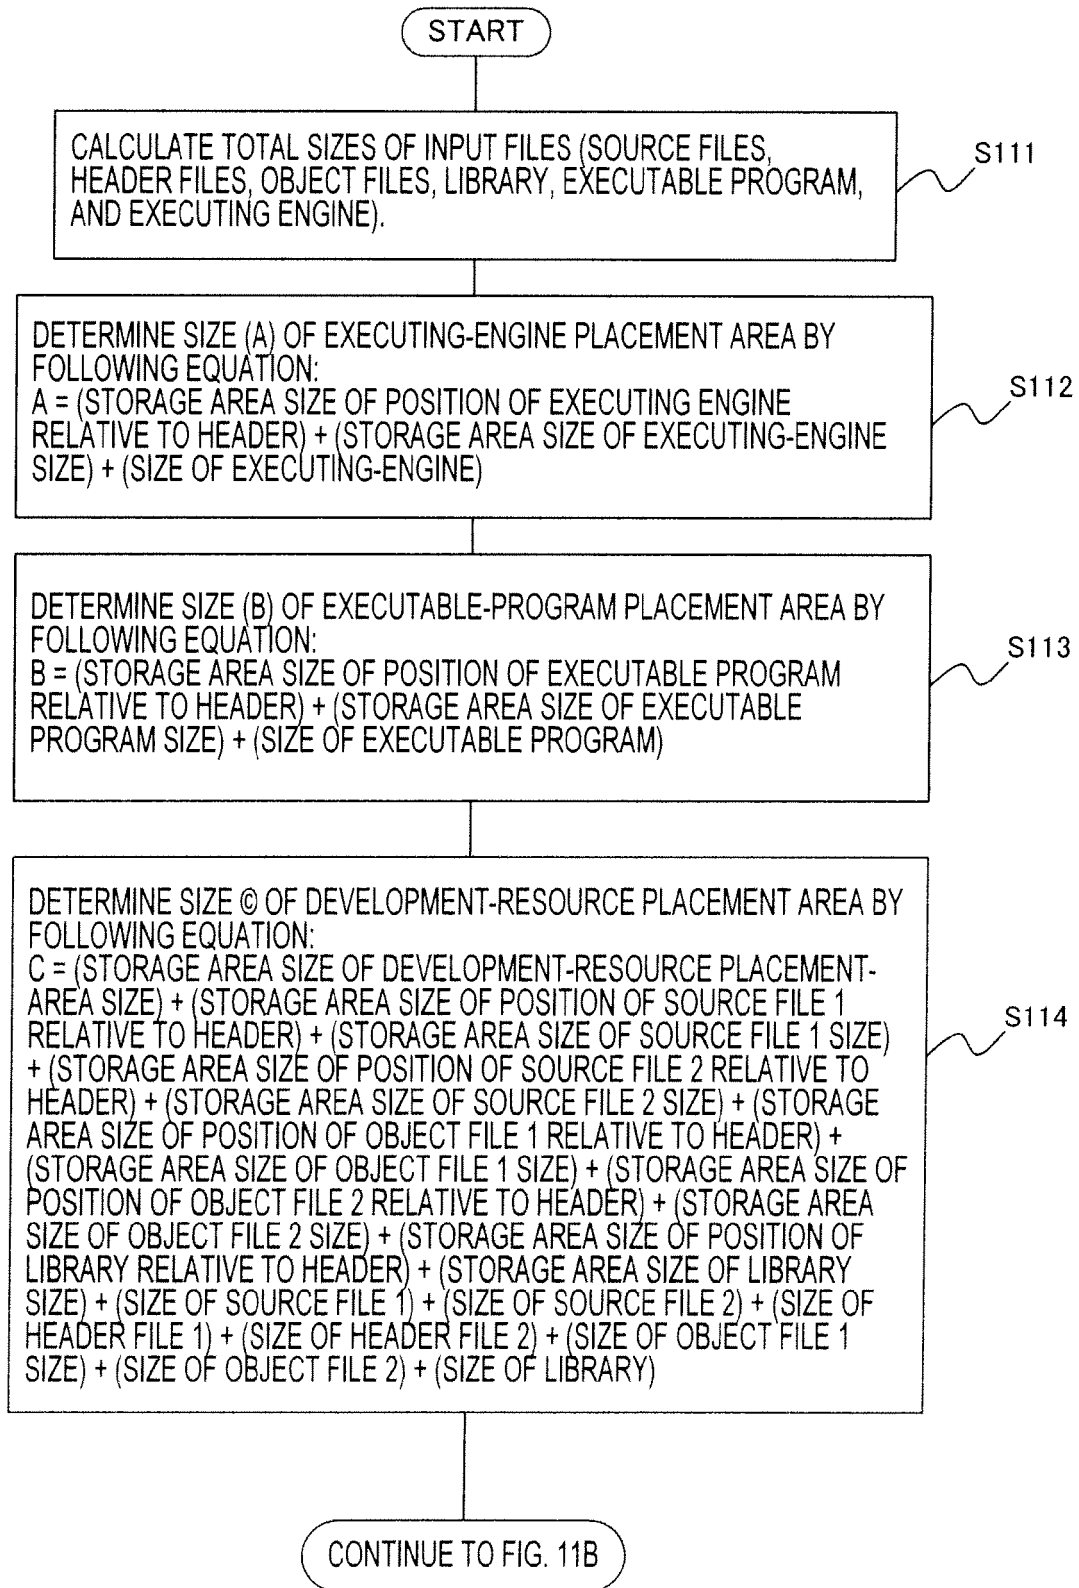 START
CALCULATE TOTAL SIZES OF INPUT FILES (SOURCE FILES,
HEADER FILES, OBJECT FILES, LIBRARY, EXECUTABLE PROGRAM,
AND EXECUTING ENGINE).
S111
DETERMINE SIZE (A) OF EXECUTING-ENGINE PLACEMENT AREA BY
FOLLOWING EQUATION:
A = (STORAGE AREA SIZE OF POSITION OF EXECUTING ENGINE
RELATIVE TO HEADER) + (STORAGE AREA SIZE OF EXECUTING-ENGINE
SIZE) + (SIZE OF EXECUTING-ENGINE)
S112
DETERMINE SIZE (B) OF EXECUTABLE-PROGRAM PLACEMENT AREA BY
FOLLOWING EQUATION:
B = (STORAGE AREA SIZE OF POSITION OF EXECUTABLE PROGRAM
RELATIVE TO HEADER) + (STORAGE AREA SIZE OF EXECUTABLE
PROGRAM SIZE) + (SIZE OF EXECUTABLE PROGRAM)
S113
DETERMINE SIZE © OF DEVELOPMENT-RESOURCE PLACEMENT AREA BY
FOLLOWING EQUATION:
C = (STORAGE AREA SIZE OF DEVELOPMENT-RESOURCE PLACEMENT-
AREA SIZE) + (STORAGE AREA SIZE OF POSITION OF SOURCE FILE 1
RELATIVE TO HEADER) + (STORAGE AREA SIZE OF SOURCE FILE 1 SIZE)
+ (STORAGE AREA SIZE OF POSITION OF SOURCE FILE 2 RELATIVE TO
HEADER) + (STORAGE AREA SIZE OF SOURCE FILE 2 SIZE) + (STORAGE
AREA SIZE OF POSITION OF OBJECT FILE 1 RELATIVE TO HEADER) +
(STORAGE AREA SIZE OF OBJECT FILE 1 SIZE) + (STORAGE AREA SIZE OF
POSITION OF OBJECT FILE 2 RELATIVE TO HEADER) + (STORAGE AREA
SIZE OF OBJECT FILE 2 SIZE) + (STORAGE AREA SIZE OF POSITION OF
LIBRARY RELATIVE TO HEADER) + (STORAGE AREA SIZE OF LIBRARY
SIZE) + (SIZE OF SOURCE FILE 1) + (SIZE OF SOURCE FILE 2) + (SIZE OF
HEADER FILE 1) + (SIZE OF HEADER FILE 2) + (SIZE OF OBJECT FILE 1
SIZE) + (SIZE OF OBJECT FILE 2) + (SIZE OF LIBRARY)
S114
CONTINUE TO FIG. 11B